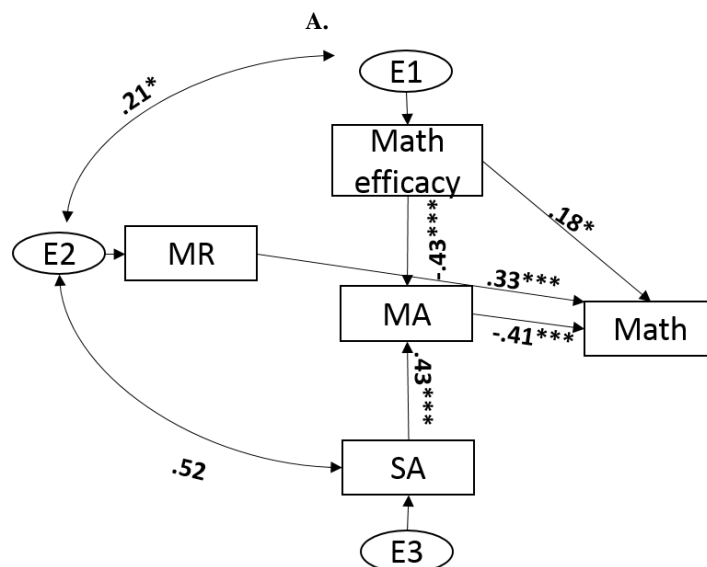 A.
E1
.21*
Math
efficacy
.18*
-.43***
E2
MR
.33***
MA
Math
-.41***
.43***
SA
.52
E3